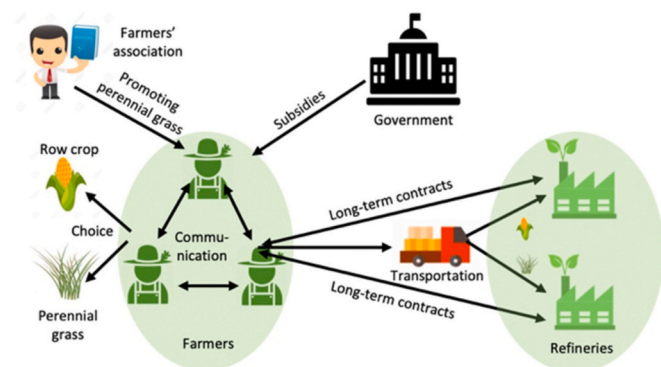 Farmers'
association
Promoting
perennial grass
Subsidies
Government
Row crop
Choice
Perennial
grass
Commu-
nication
Farmers
Long-term contracts
Transportation
Long-term contracts
Refineries